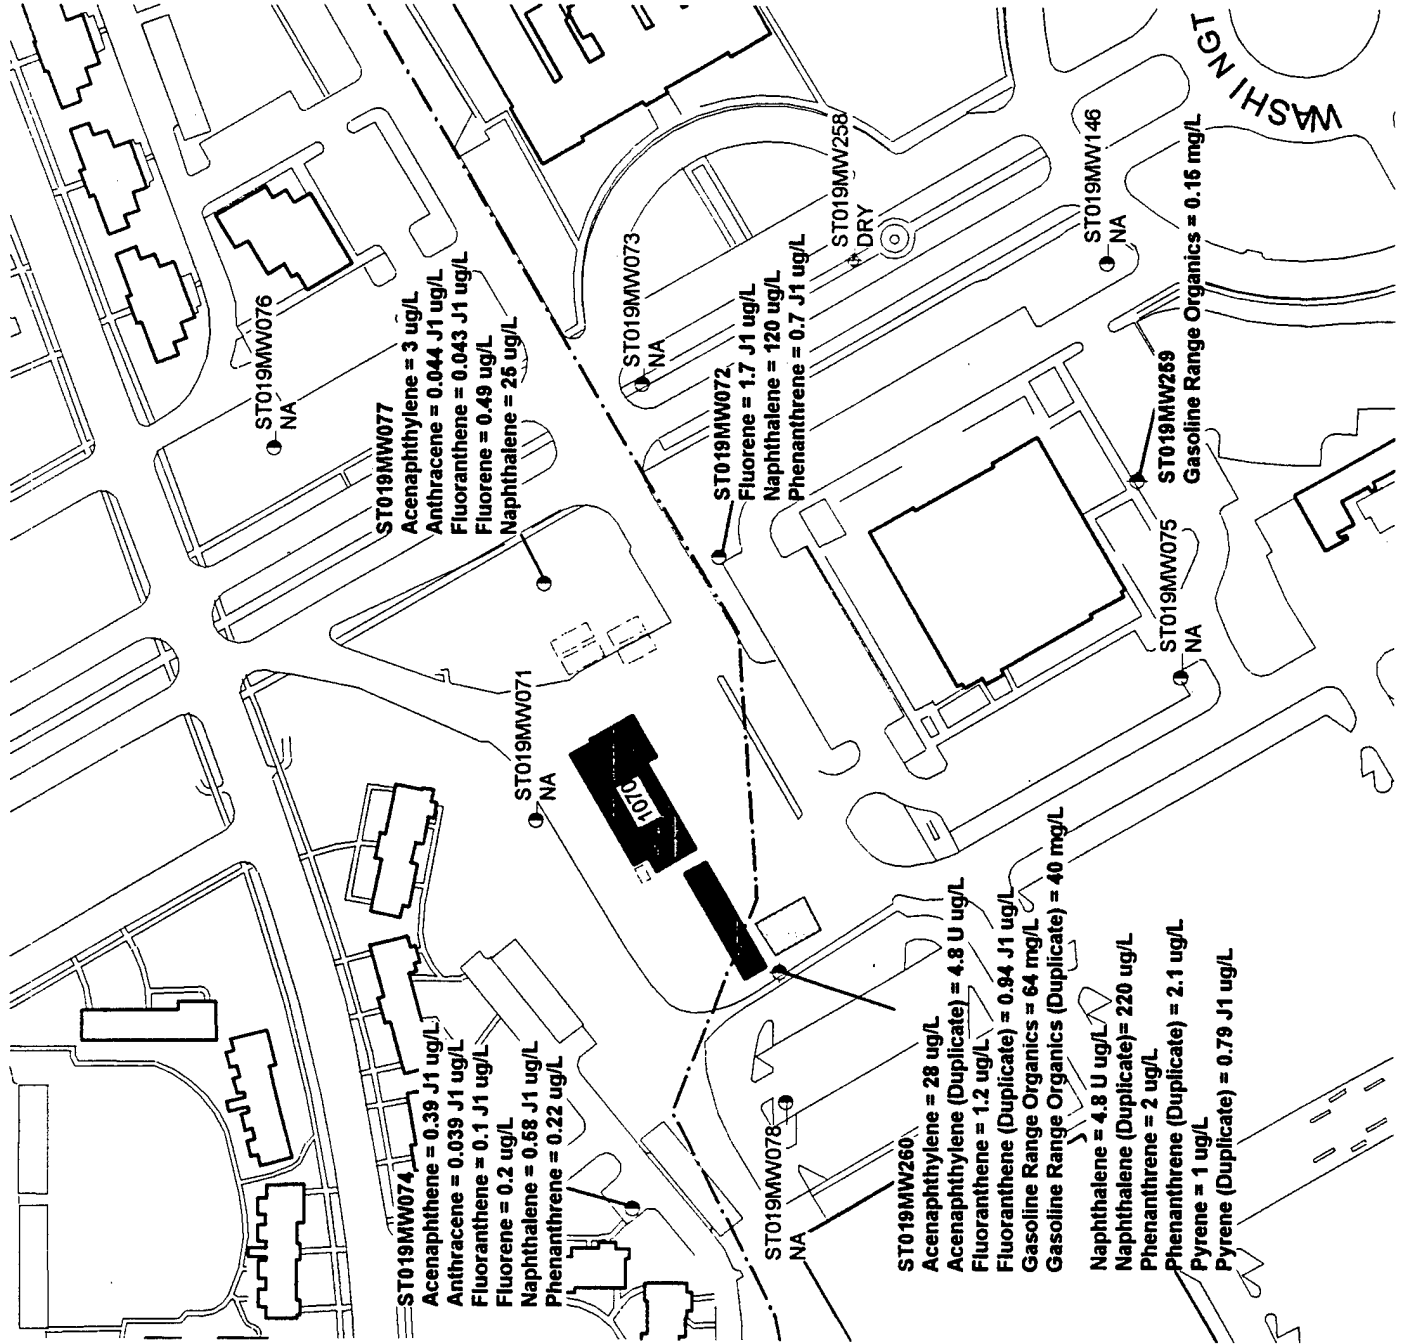 ST019MW074
Acenaphthene = 0.39 J1 ug/L
Anthracene = 0.039 J1 ug/L
Fluoranthene = 0.1 J1 ug/L
Fluorene = 0.2 ug/L
Naphthalene = 0.58 J1 ug/L
Phenanthrene = 0.22 ug/L
ST019MW071
NA
ST019MW076
NA
ST019MW077
Acenaphthylene = 3 ug/L
Anthracene = 0.044 J1 ug/L
Fluoranthene = 0.043 J1 ug/L
Fluorene = 0.49 ug/L
Naphthalene = 25 ug/L
1070
ST019MW073
NA
ST019MW072
Fluorene = 1.7 J1 ug/L
Naphthalene = 120 ug/L
Phenanthrene = 0.7 J1 ug/L
ST019MW258
DRY
ST019MW078
NA
ST019MW260
Acenaphthylene = 28 ug/L
Acenaphthylene (Duplicate) = 4.8 U ug/L
Fluoranthene = 1.2 ug/L
Fluoranthene (Duplicate) = 0.94 J1 ug/L
Gasoline Range Organics = 64 mg/L
Gasoline Range Organics (Duplicate) = 40 mg/L
Naphthalene = 4.8 U ug/L
Naphthalene (Duplicate)= 220 ug/L
Phenanthrene = 2 ug/L
Phenanthrene (Duplicate) = 2.1 ug/L
Pyrene = 1 ug/L
Pyrene (Duplicate) = 0.79 J1 ug/L
ST019MW075
NA
ST019MW259
Gasoline Range Organics = 0.15 mg/L
ST019MW146
NA
WASHINGT